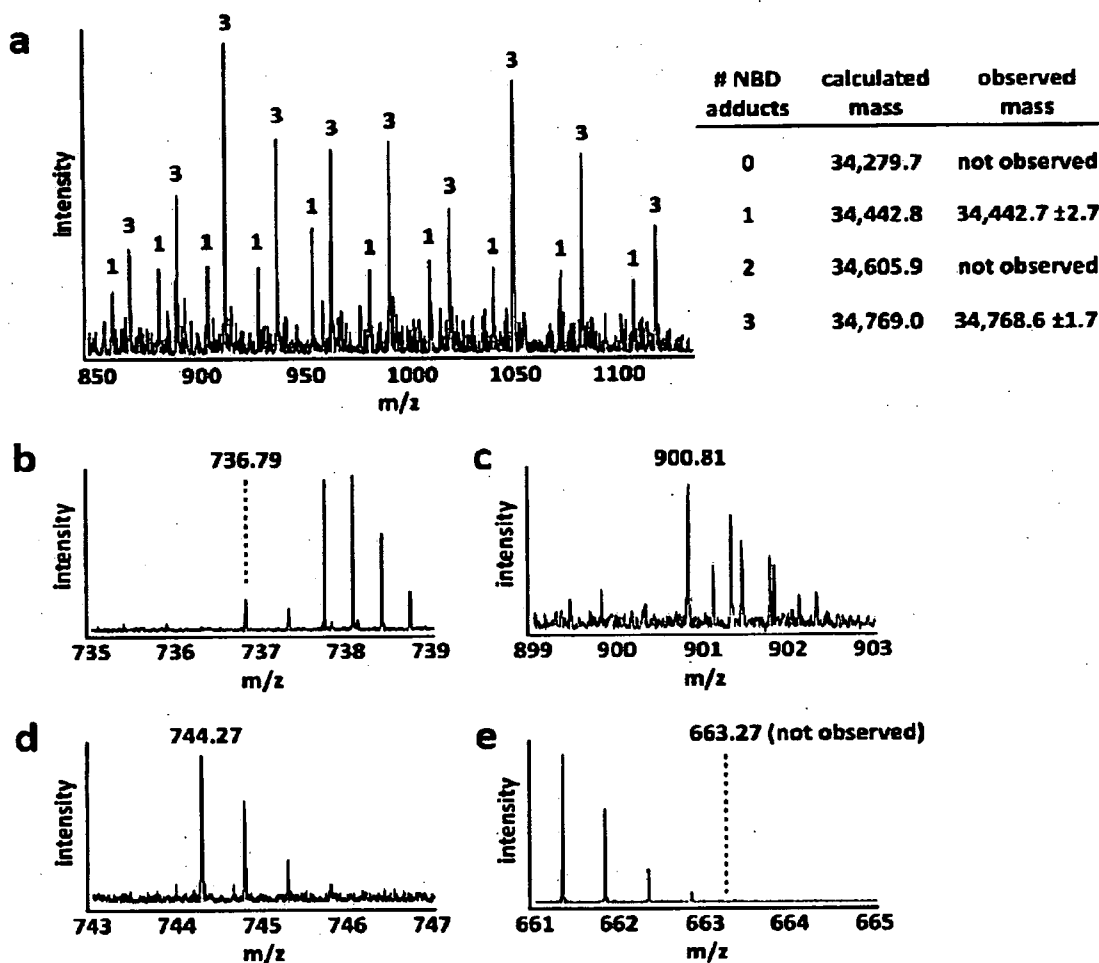 a
intensity
3
3
3
3
3
3
3
3
3
3
1
1
1
1
1
1
1
1
1
1
850 900 950 1000 1050 1100
m/z
# NBD adducts calculated mass observed mass
0 34,279.7 not observed
1 34,442.8 34,442.7 ±2.7
2 34,605.9 not observed
3 34,769.0 34,768.6 ±1.7
b
736.79
intensity
735 736 737 738 739
m/z
c
900.81
intensity
899 900 901 902 903
m/z
d
744.27
intensity
743 744 745 746 747
m/z
e
663.27 (not observed)
intensity
661 662 663 664 665
m/z